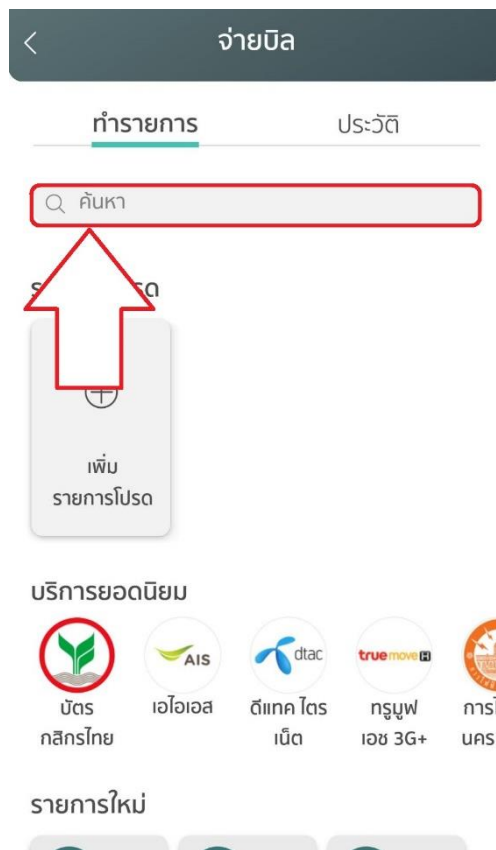 จ่ายบิล
ทำรายการ ประวัติ
ค้นหา
เพิ่ม
รายการโปรด
บริการยอดนิยม
AIS dtac truemove H
บัตร เอไอเอส ดีแทค ไตร ทรูมูฟ
กสิกรไทย เน็ต เอช 3G+ นคร
รายการใหม่